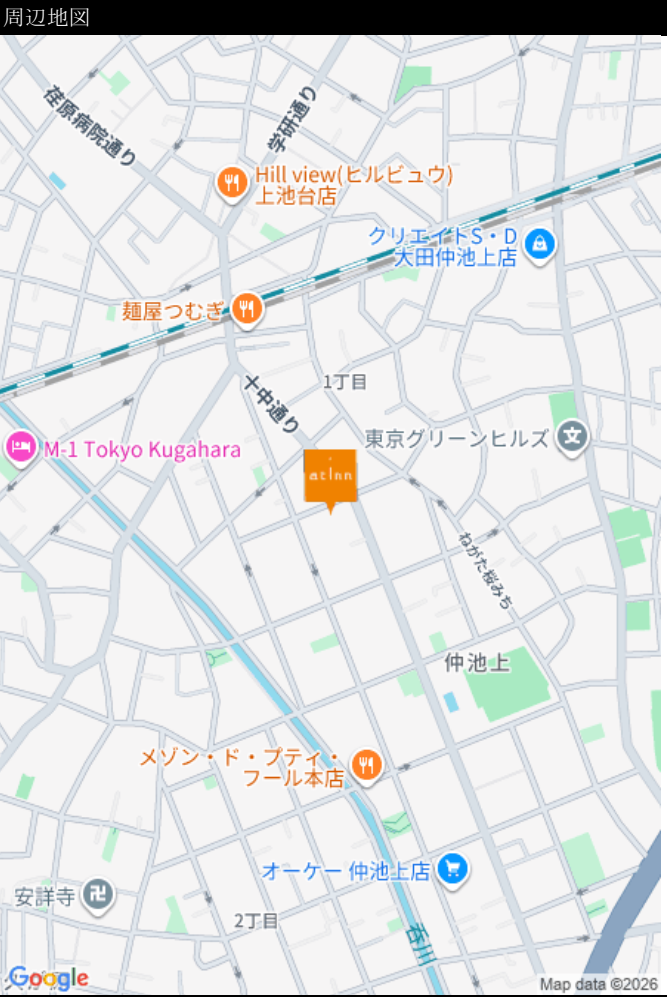 周辺地図
荏原病院通り
学研通り
Hill view(ヒルビュウ)
上池台店
クリエイトS・D
大田仲池上店
麺屋つむぎ
1丁目
十中通り
東京グリーンヒルズ
M-1 Tokyo Kugahara
at inn
ねがた桜みち
仲池上
メゾン・ド・プティ・
フール本店
オーケー 仲池上店
安詳寺
2丁目
呑川
Google
Map data ©2026